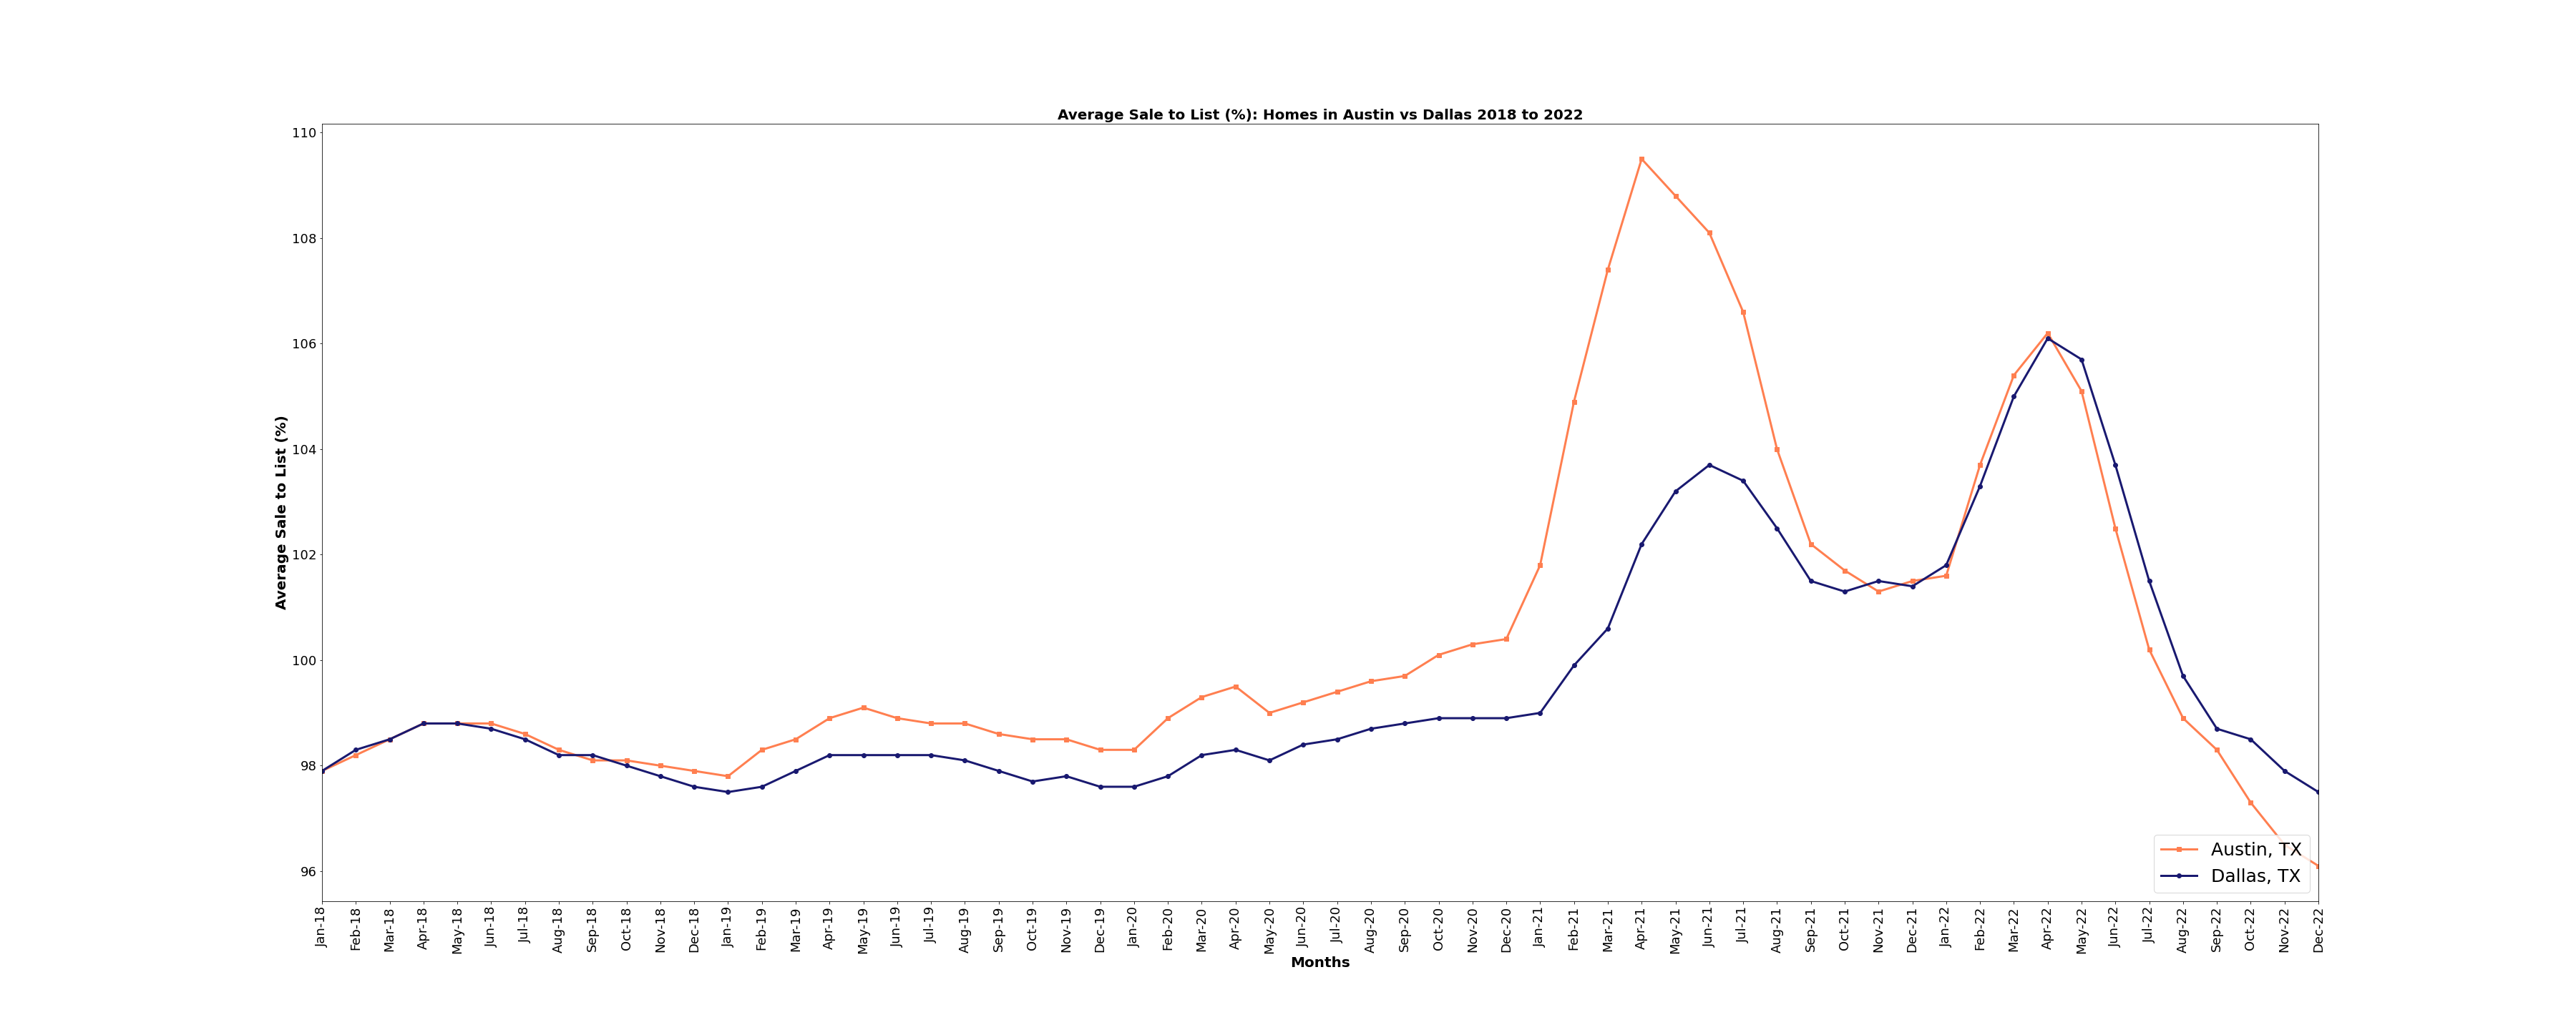 Average Sale to List (%): Homes in Austin vs Dallas 2018 to 2022
110
108
106
104
102
100
98
96
Average Sale to List (%)
Austin, TX
Dallas, TX
Jan-18
Feb-18
Mar-18
Apr-18
May-18
Jun-18
Jul-18
Aug-18
Sep-18
Oct-18
Nov-18
Dec-18
Jan-19
Feb-19
Mar-19
Apr-19
May-19
Jun-19
Jul-19
Aug-19
Sep-19
Oct-19
Nov-19
Dec-19
Jan-20
Feb-20
Mar-20
Apr-20
May-20
Jun-20
Jul-20
Aug-20
Sep-20
Oct-20
Nov-20
Dec-20
Jan-21
Feb-21
Mar-21
Apr-21
May-21
Jun-21
Jul-21
Aug-21
Sep-21
Oct-21
Nov-21
Dec-21
Jan-22
Feb-22
Mar-22
Apr-22
May-22
Jun-22
Jul-22
Aug-22
Sep-22
Oct-22
Nov-22
Dec-22
Months